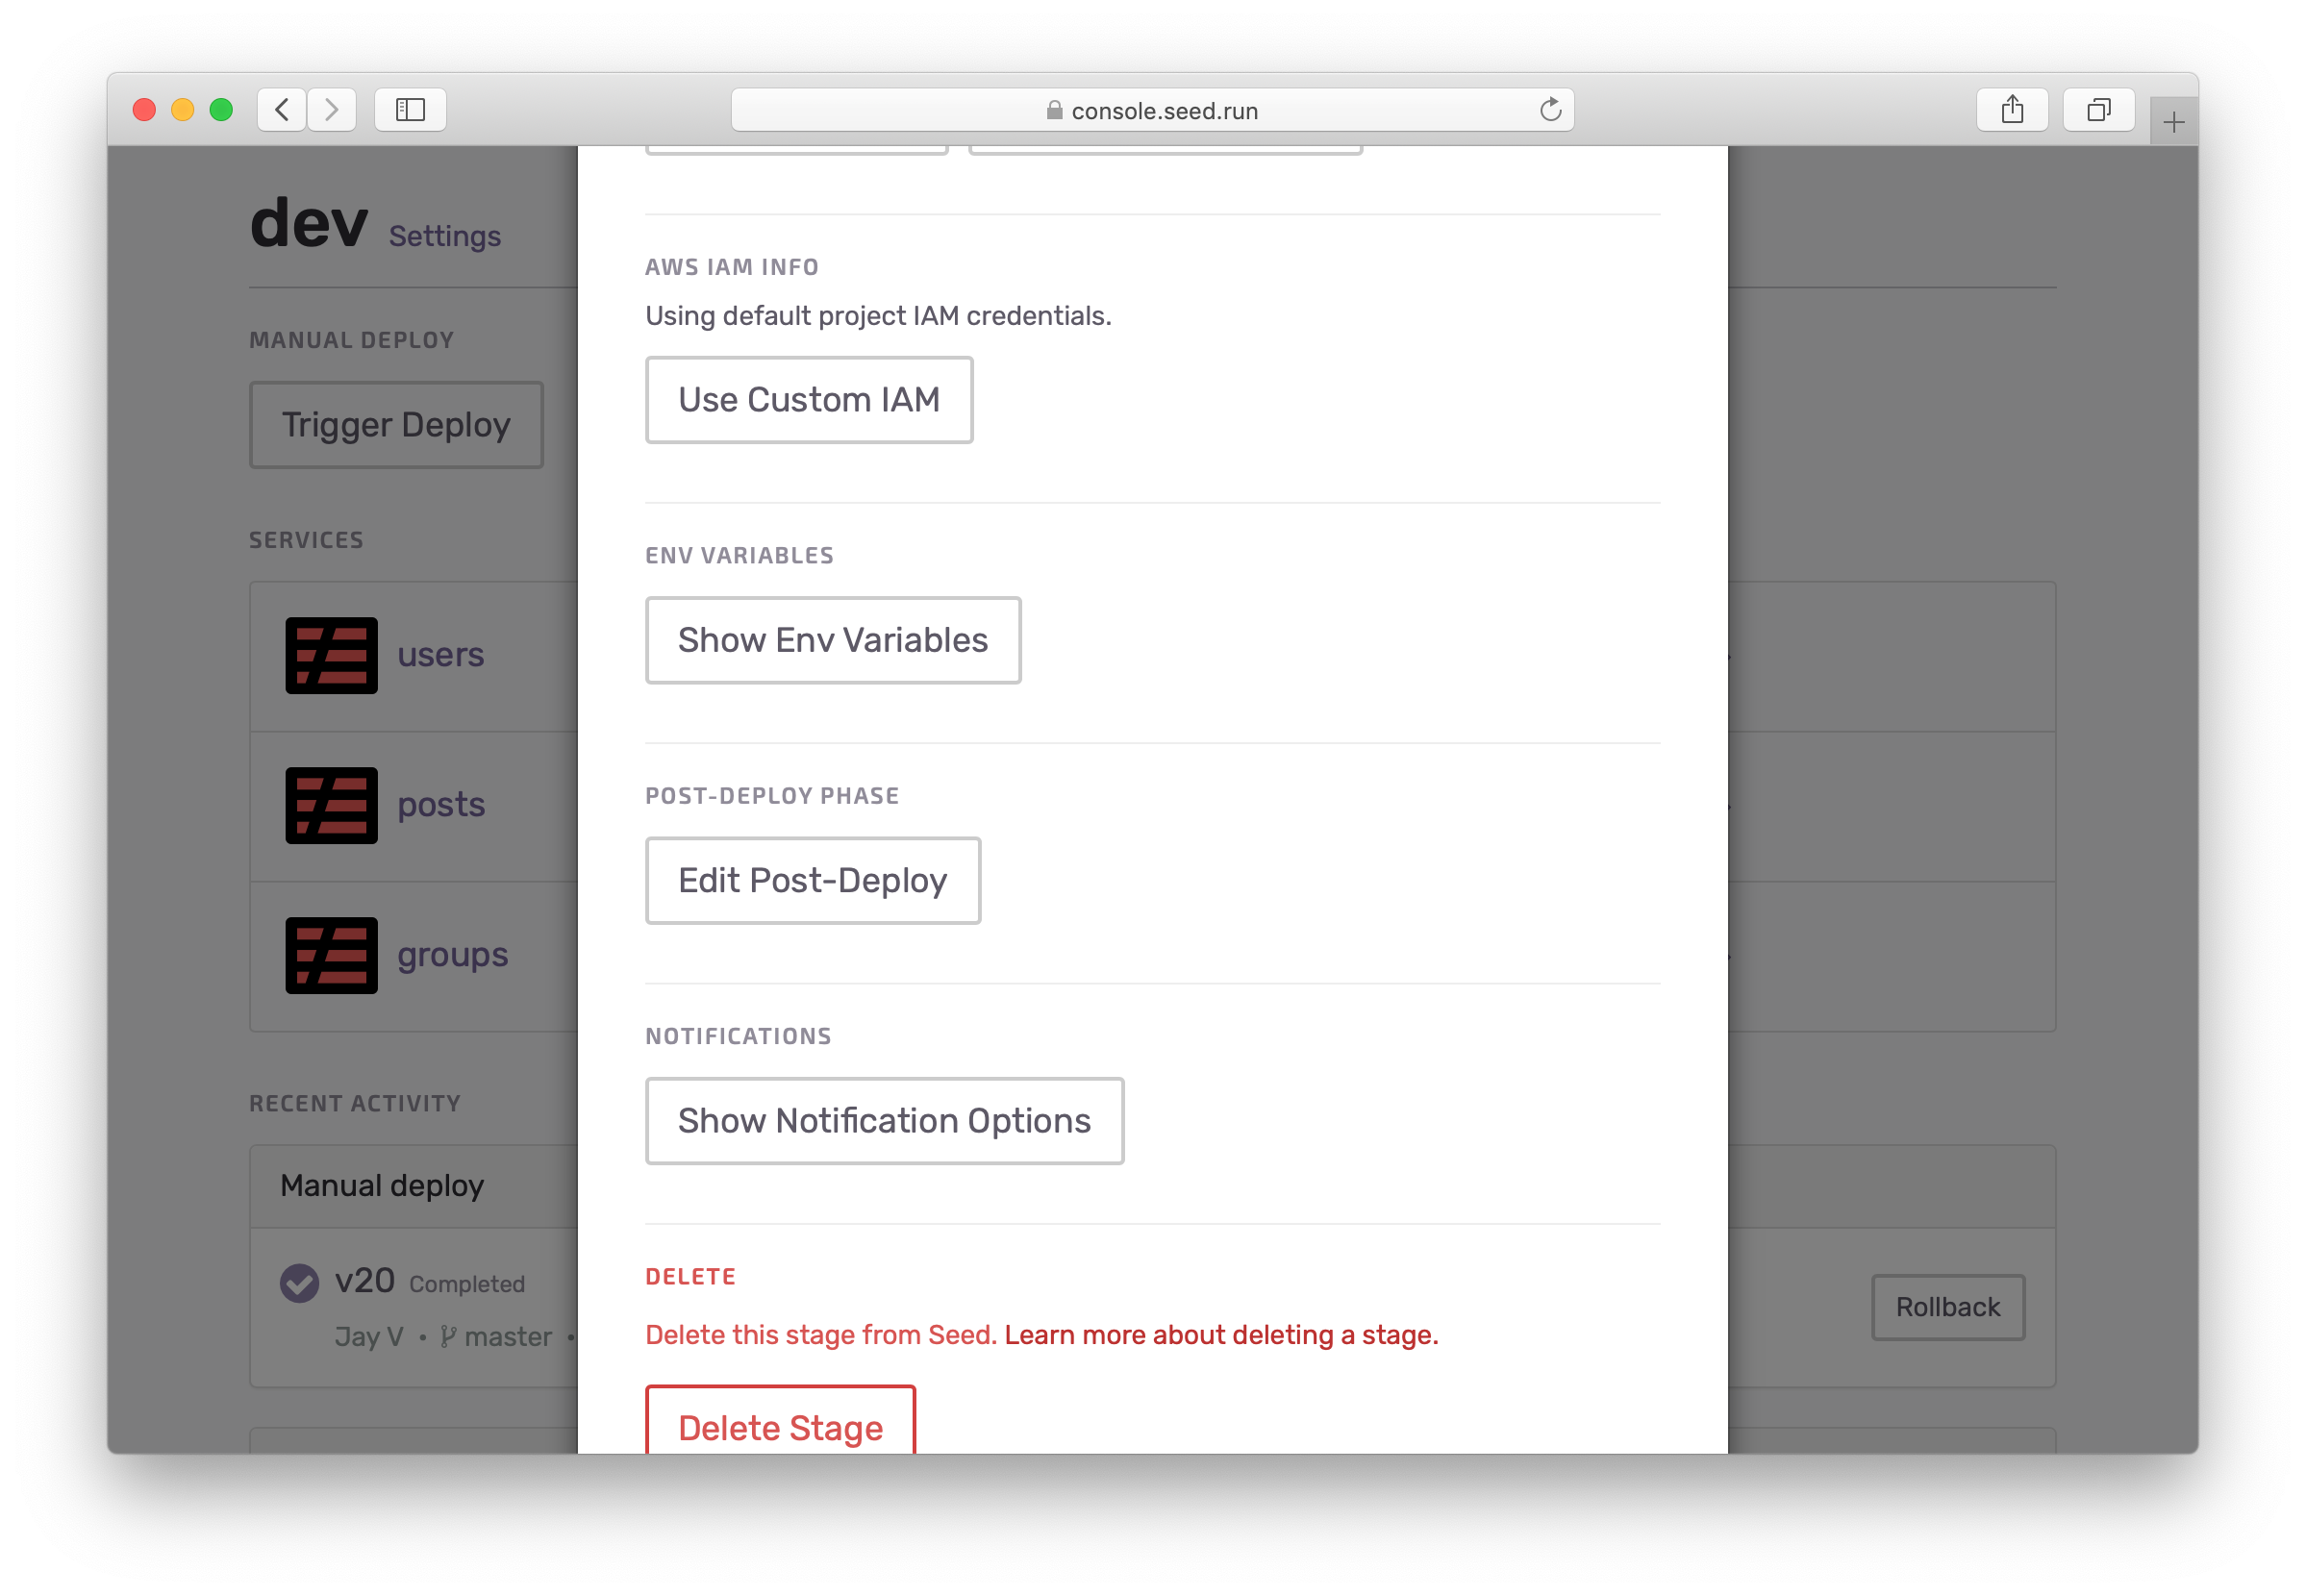 console.seed.run
dev Settings
MANUAL DEPLOY
Trigger Deploy
SERVICES
users
posts
groups
RECENT ACTIVITY
Manual deploy
v20 Completed
Jay V • master •
Rollback
AWS IAM INFO
Using default project IAM credentials.
Use Custom IAM
ENV VARIABLES
Show Env Variables
POST-DEPLOY PHASE
Edit Post-Deploy
NOTIFICATIONS
Show Notification Options
DELETE
Delete this stage from Seed. Learn more about deleting a stage.
Delete Stage